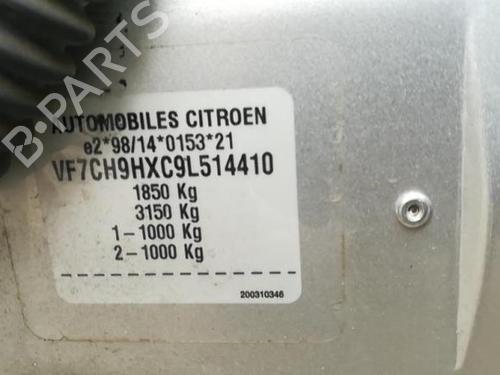 B-PARTS
AUTOMOBILES CITROEN
e2*98/14*0153*21
VF7CH9HXC9L514410
1850 Kg
3150 Kg
1-1000 Kg
2-1000 Kg
200310346